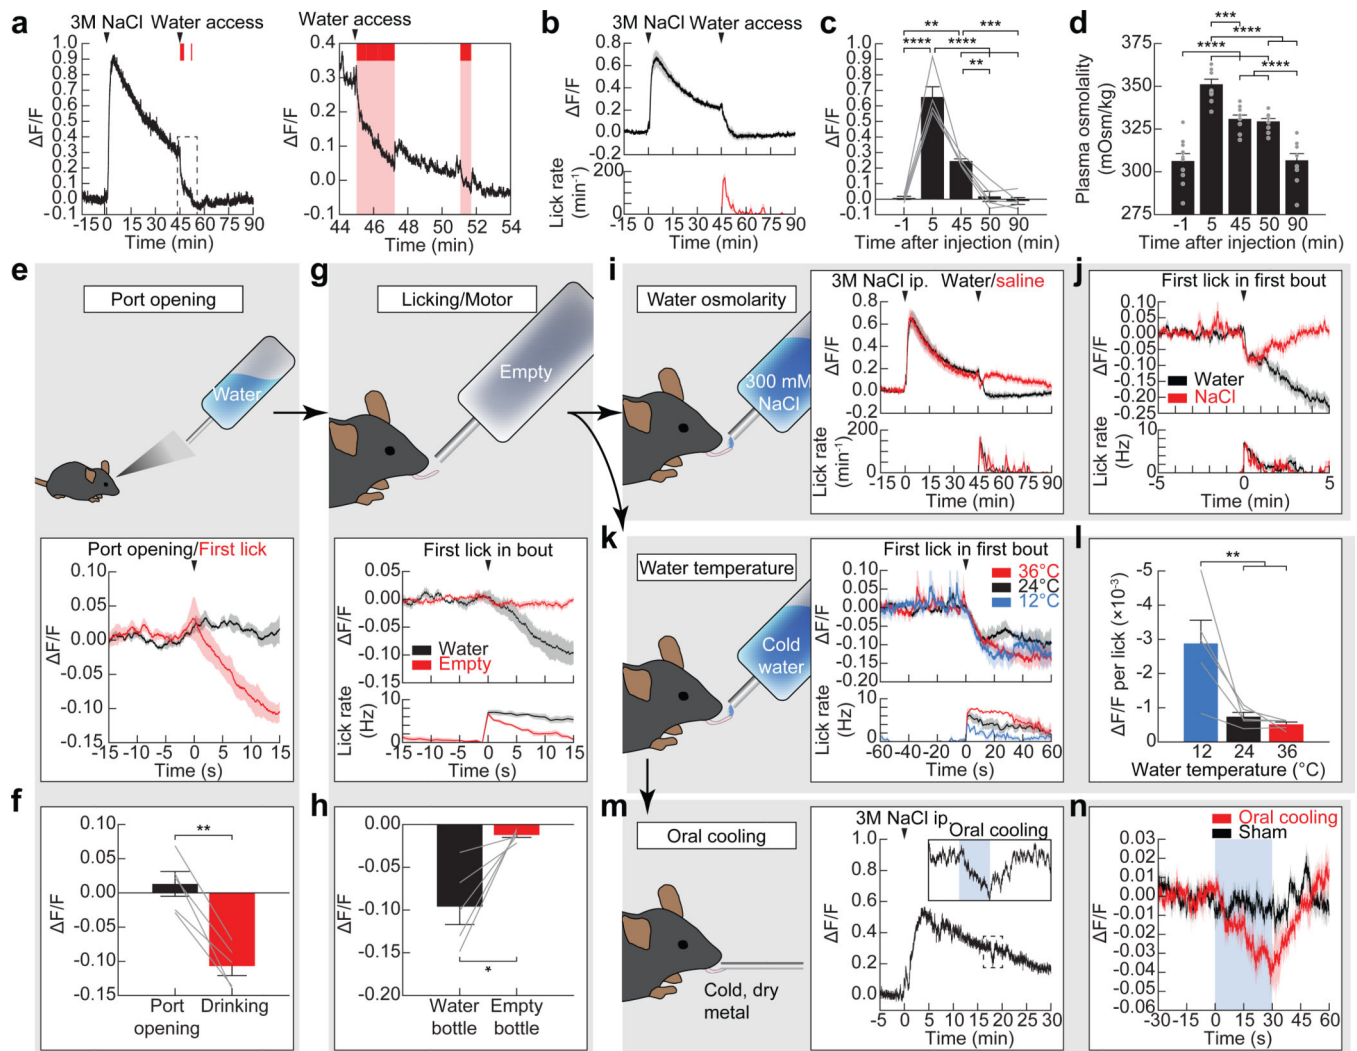 a
3M NaCl Water access
ΔF/F
1.0
0.9
0.8
0.7
0.6
0.5
0.4
0.3
0.2
0.1
0.0
-0.1
-15 0 15 30 45 60 75 90
Time (min)
Water access
ΔF/F
0.4
0.3
0.2
0.1
0.0
-0.1
44 46 48 50 52 54
Time (min)
b
3M NaCl Water access
ΔF/F
0.8
0.6
0.4
0.2
0.0
-0.2
Lick rate
(min⁻¹)
200
100
0
-15 0 15 30 45 60 75 90
Time (min)
c
** ***
**** ****
**
ΔF/F
1.0
0.9
0.8
0.7
0.6
0.5
0.4
0.3
0.2
0.1
0.0
-0.1
-1 5 45 50 90
Time after injection (min)
d
***
****
****
****
Plasma osmolality
(mOsm/kg)
375
350
325
300
275
-1 5 45 50 90
Time after injection (min)
e
Port opening
Water
Port opening/First lick
ΔF/F
0.10
0.05
0.00
-0.05
-0.10
-0.15
-15 -10 -5 0 5 10 15
Time (s)
f
**
ΔF/F
0.10
0.05
0.00
-0.05
-0.10
-0.15
Port
opening
Drinking
g
Licking/Motor
Empty
First lick in bout
ΔF/F
0.05
0.00
-0.05
-0.10
-0.15
Water
Empty
Lick rate
(Hz)
10
0
-15 -10 -5 0 5 10 15
Time (s)
h
ΔF/F
0.00
-0.05
-0.10
-0.15
-0.20
*
Water
bottle
Empty
bottle
i
Water osmolarity
300 mM
NaCl
3M NaCl ip. Water/saline
ΔF/F
0.8
0.6
0.4
0.2
0.0
-0.2
Lick rate
(min⁻¹)
200
100
0
-15 0 15 30 45 60 75 90
Time (min)
j
First lick in first bout
ΔF/F
0.10
0.05
0.00
-0.05
-0.10
-0.15
-0.20
-0.25
Water
NaCl
Lick rate
(Hz)
10
0
-5 0 5
Time (min)
k
Water temperature
Cold
water
First lick in first bout
36°C
24°C
12°C
ΔF/F
0.10
0.05
0.00
-0.05
-0.10
-0.15
-0.20
Lick rate
(Hz)
10
0
-60 -40 -20 0 20 40 60
Time (s)
l
**
ΔF/F per lick (×10⁻³)
-5
-4
-3
-2
-1
0
12 24 36
Water temperature (°C)
m
Oral cooling
Cold, dry
metal
3M NaCl ip.
Oral cooling
ΔF/F
1.0
0.8
0.6
0.4
0.2
0.0
-5 0 5 10 15 20 25 30
Time (min)
n
Oral cooling
Sham
ΔF/F
0.03
0.02
0.01
0.00
-0.01
-0.02
-0.03
-0.04
-0.05
-0.06
-30 -15 0 15 30 45 60
Time (s)